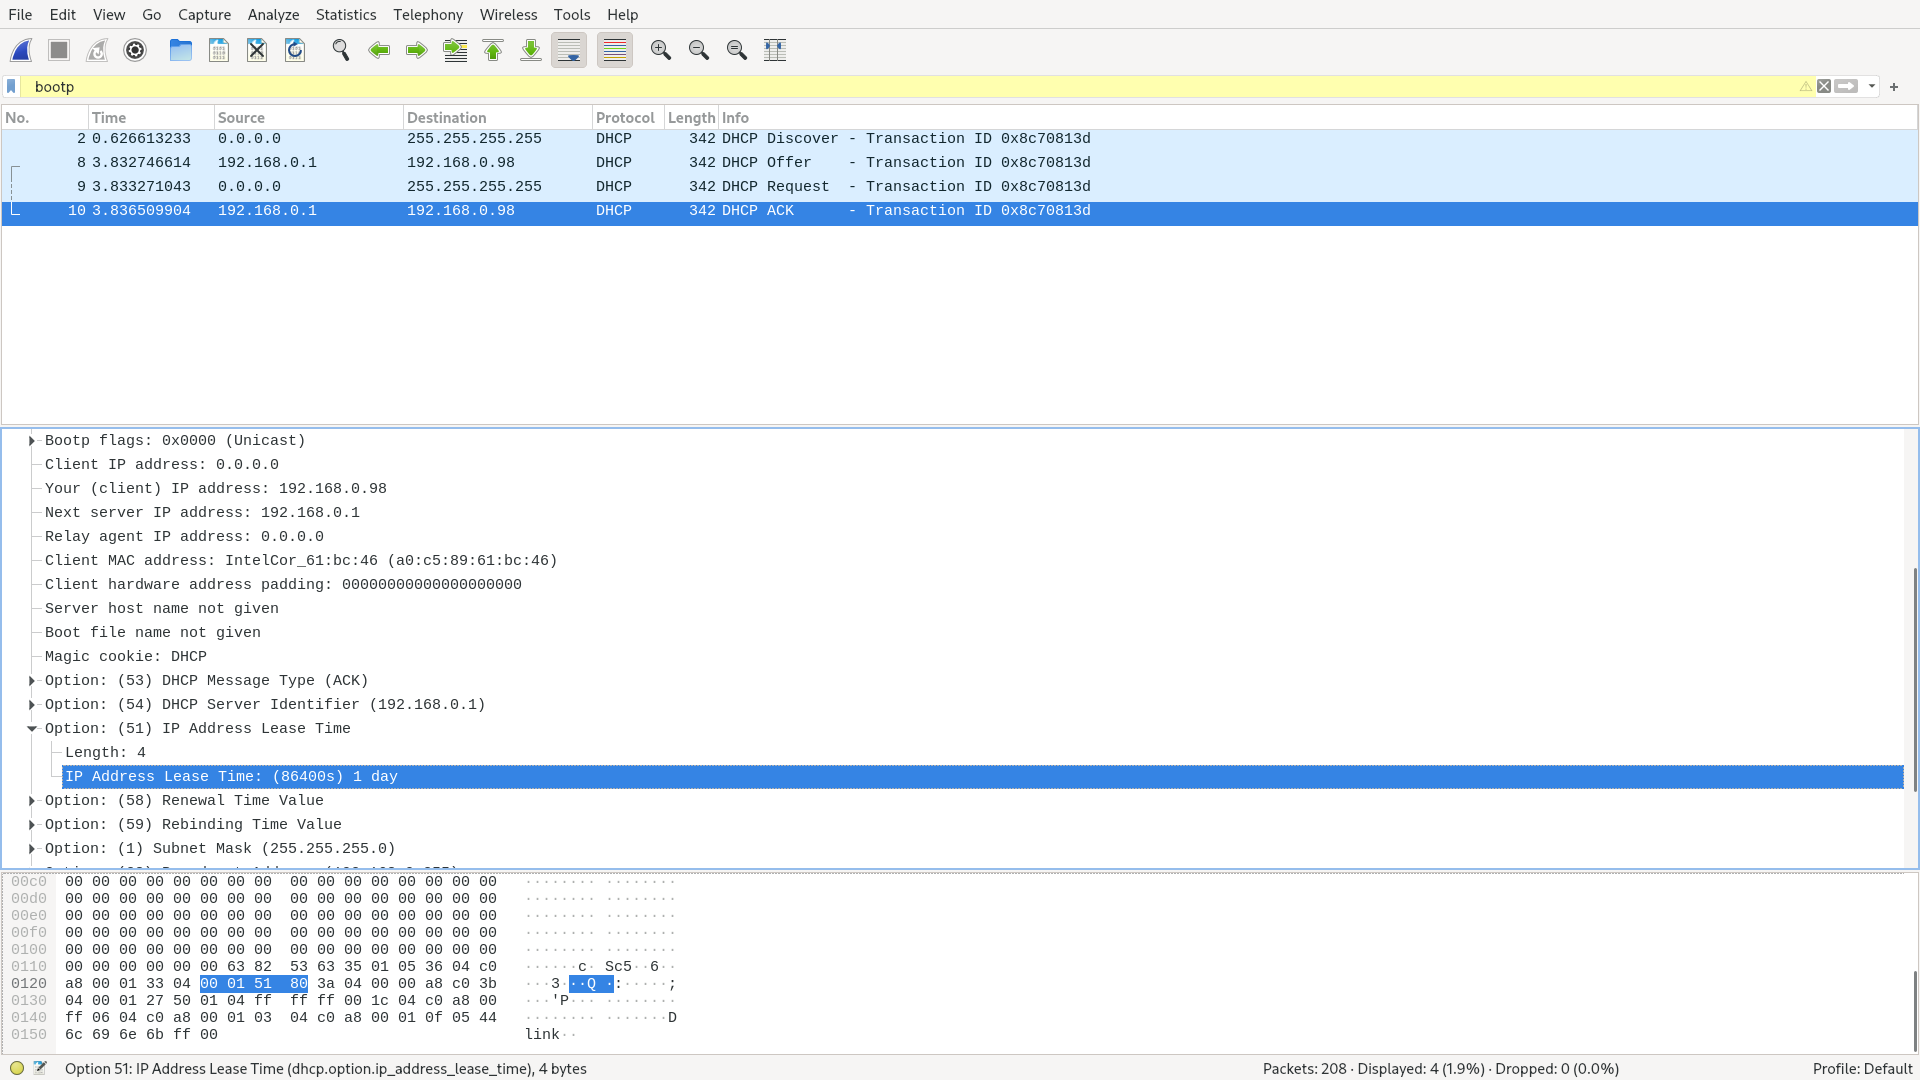 File Edit View Go Capture Analyze Statistics Telephony Wireless Tools Help
bootp
No. Time Source Destination Protocol Length Info
2 0.626613233 0.0.0.0 255.255.255.255 DHCP 342 DHCP Discover - Transaction ID 0x8c70813d
8 3.832746614 192.168.0.1 192.168.0.98 DHCP 342 DHCP Offer - Transaction ID 0x8c70813d
9 3.833271043 0.0.0.0 255.255.255.255 DHCP 342 DHCP Request - Transaction ID 0x8c70813d
10 3.836509904 192.168.0.1 192.168.0.98 DHCP 342 DHCP ACK - Transaction ID 0x8c70813d
Bootp flags: 0x0000 (Unicast)
Client IP address: 0.0.0.0
Your (client) IP address: 192.168.0.98
Next server IP address: 192.168.0.1
Relay agent IP address: 0.0.0.0
Client MAC address: IntelCor_61:bc:46 (a0:c5:89:61:bc:46)
Client hardware address padding: 00000000000000000000
Server host name not given
Boot file name not given
Magic cookie: DHCP
Option: (53) DHCP Message Type (ACK)
Option: (54) DHCP Server Identifier (192.168.0.1)
Option: (51) IP Address Lease Time
Length: 4
IP Address Lease Time: (86400s) 1 day
Option: (58) Renewal Time Value
Option: (59) Rebinding Time Value
Option: (1) Subnet Mask (255.255.255.0)
00c0 00 00 00 00 00 00 00 00 00 00 00 00 00 00 00 00 ········ ········
00d0 00 00 00 00 00 00 00 00 00 00 00 00 00 00 00 00 ········ ········
00e0 00 00 00 00 00 00 00 00 00 00 00 00 00 00 00 00 ········ ········
00f0 00 00 00 00 00 00 00 00 00 00 00 00 00 00 00 00 ········ ········
0100 00 00 00 00 00 00 00 00 00 00 00 00 00 00 00 00 ········ ········
0110 00 00 00 00 00 00 63 82 53 63 35 01 05 36 04 c0 ······c· Sc5··6··
0120 a8 00 01 33 04 00 01 51 80 3a 04 00 00 a8 c0 3b ···3···Q ·:·····;
0130 04 00 01 27 50 01 04 ff ff ff 00 1c 04 c0 a8 00 ···'P··· ········
0140 ff 06 04 c0 a8 00 01 03 04 c0 a8 00 01 0f 05 44 ········ ·······D
0150 6c 69 6e 6b ff 00 link··
Option 51: IP Address Lease Time (dhcp.option.ip_address_lease_time), 4 bytes Packets: 208 · Displayed: 4 (1.9%) · Dropped: 0 (0.0%) Profile: Default